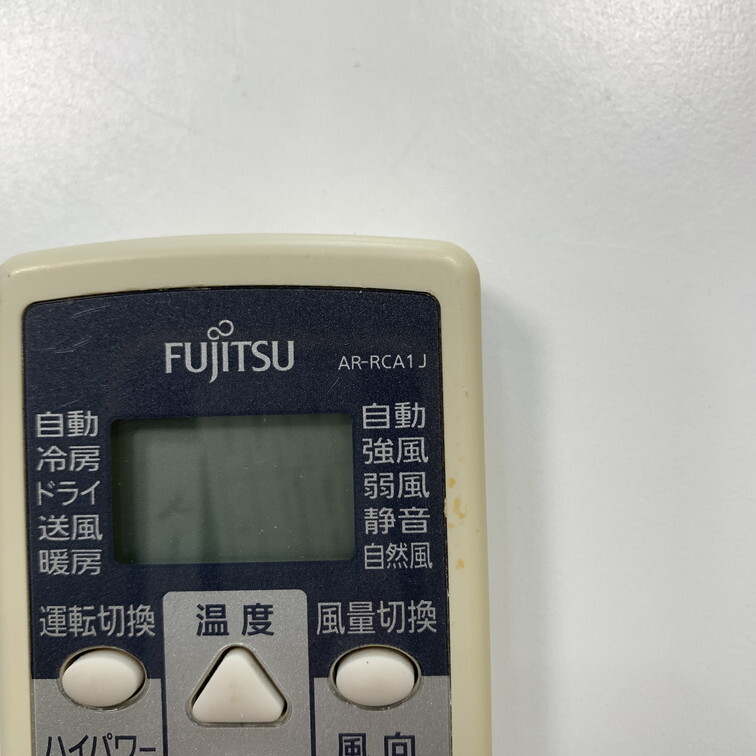 FUJITSU
AR-RCA1J
自動
冷房
ドライ
送風
暖房
自動
強風
弱風
静音
自然風
運転切換
温度
風量切換
ハイパワー
風向